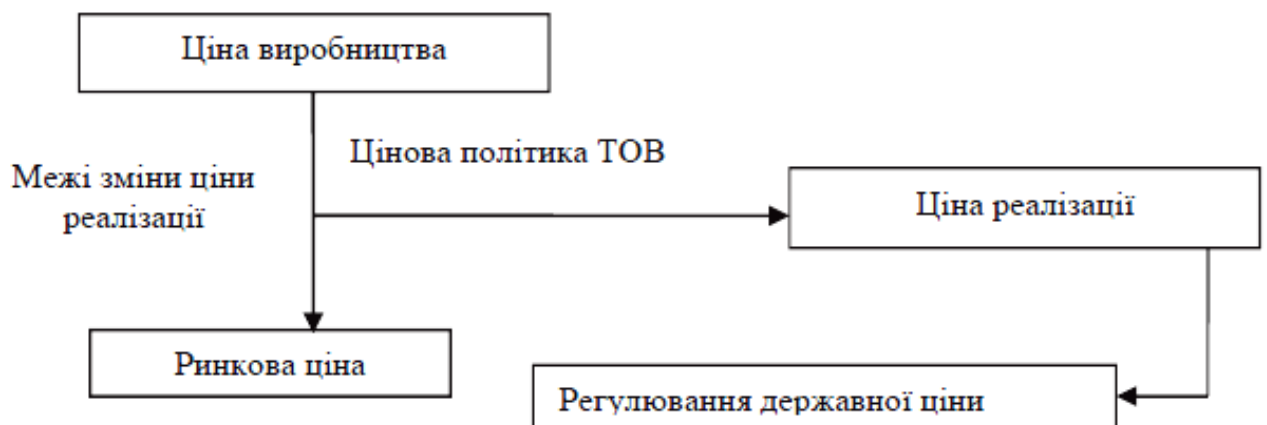 Ціна виробництва
Цінова політика ТОВ
Межі зміни ціни
реалізації
Ціна реалізації
Ринкова ціна
Регулювання державної ціни